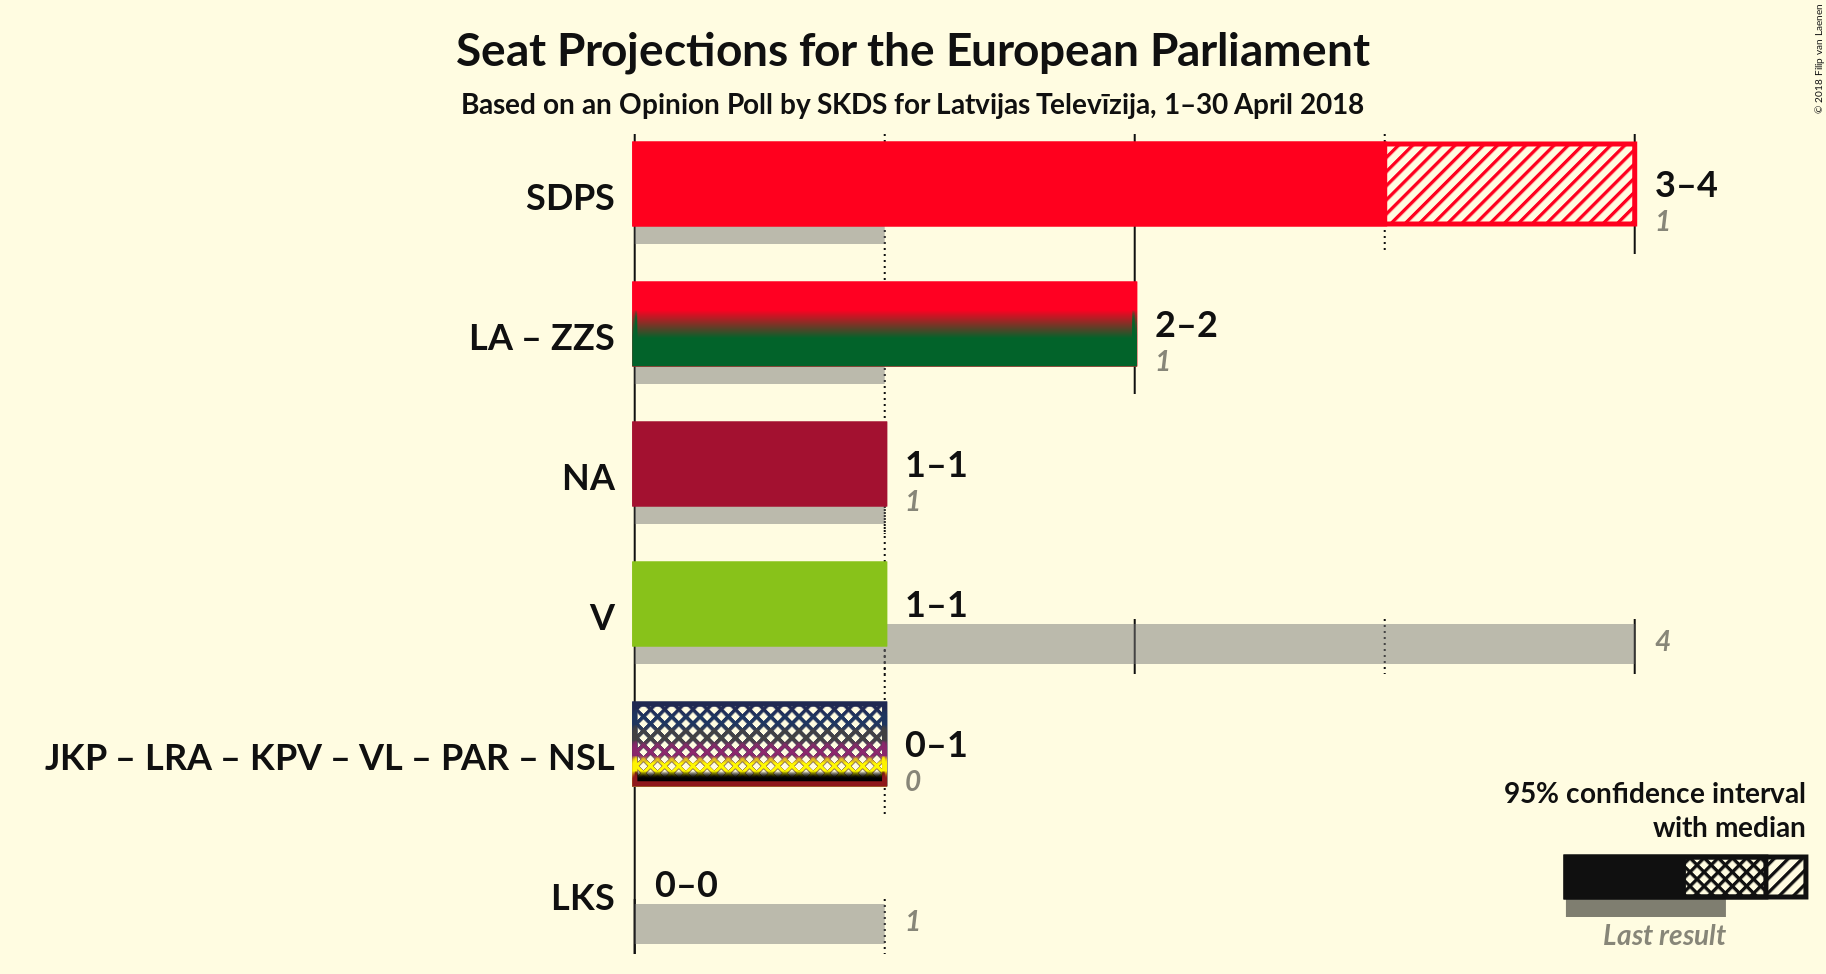 Seat Projections for the European Parliament
Based on an Opinion Poll by SKDS for Latvijas Televīzija, 1–30 April 2018
© 2018 Filip van Laenen
SDPS
3–4
1
LA – ZZS
2–2
1
NA
1–1
1
V
1–1
4
JKP – LRA – KPV – VL – PAR – NSL
0–1
0
LKS
0–0
1
95% confidence interval
with median
Last result